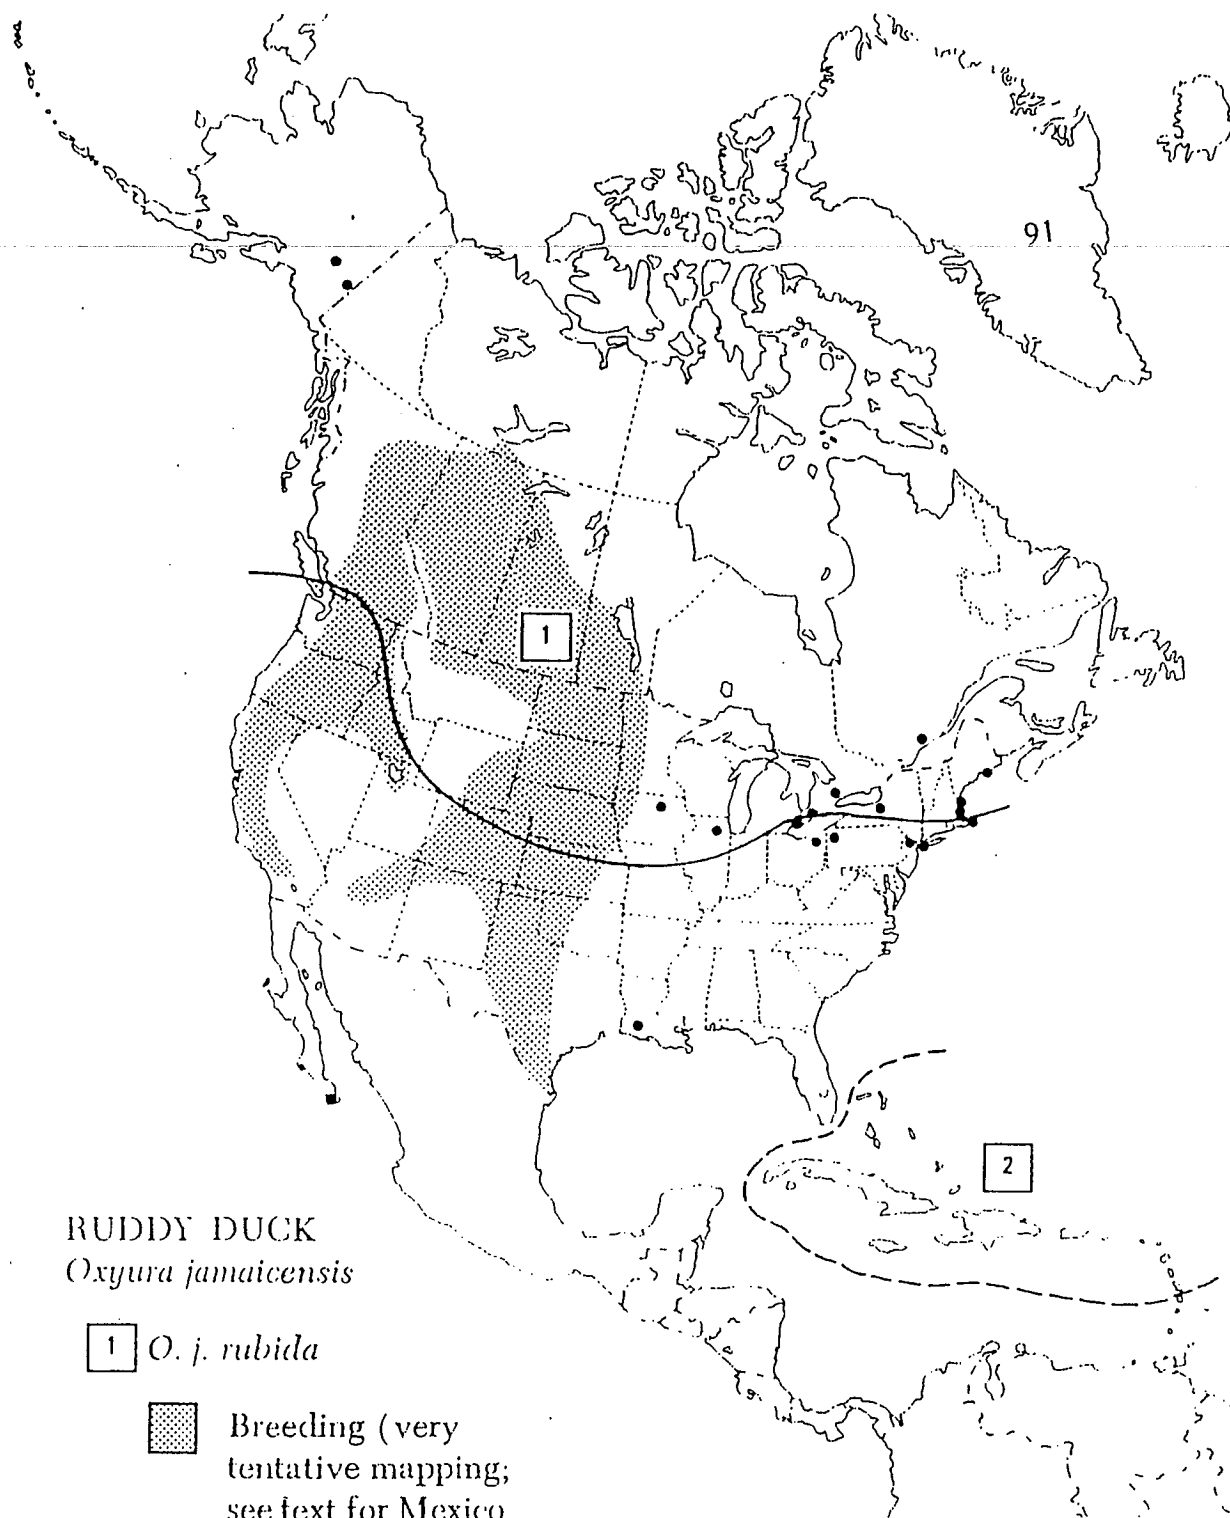 91
1
2
RUDDY DUCK
Oxyura jamaicensis
1 O. j. rubida
Breeding (very
tentative mapping;
see text for Mexico